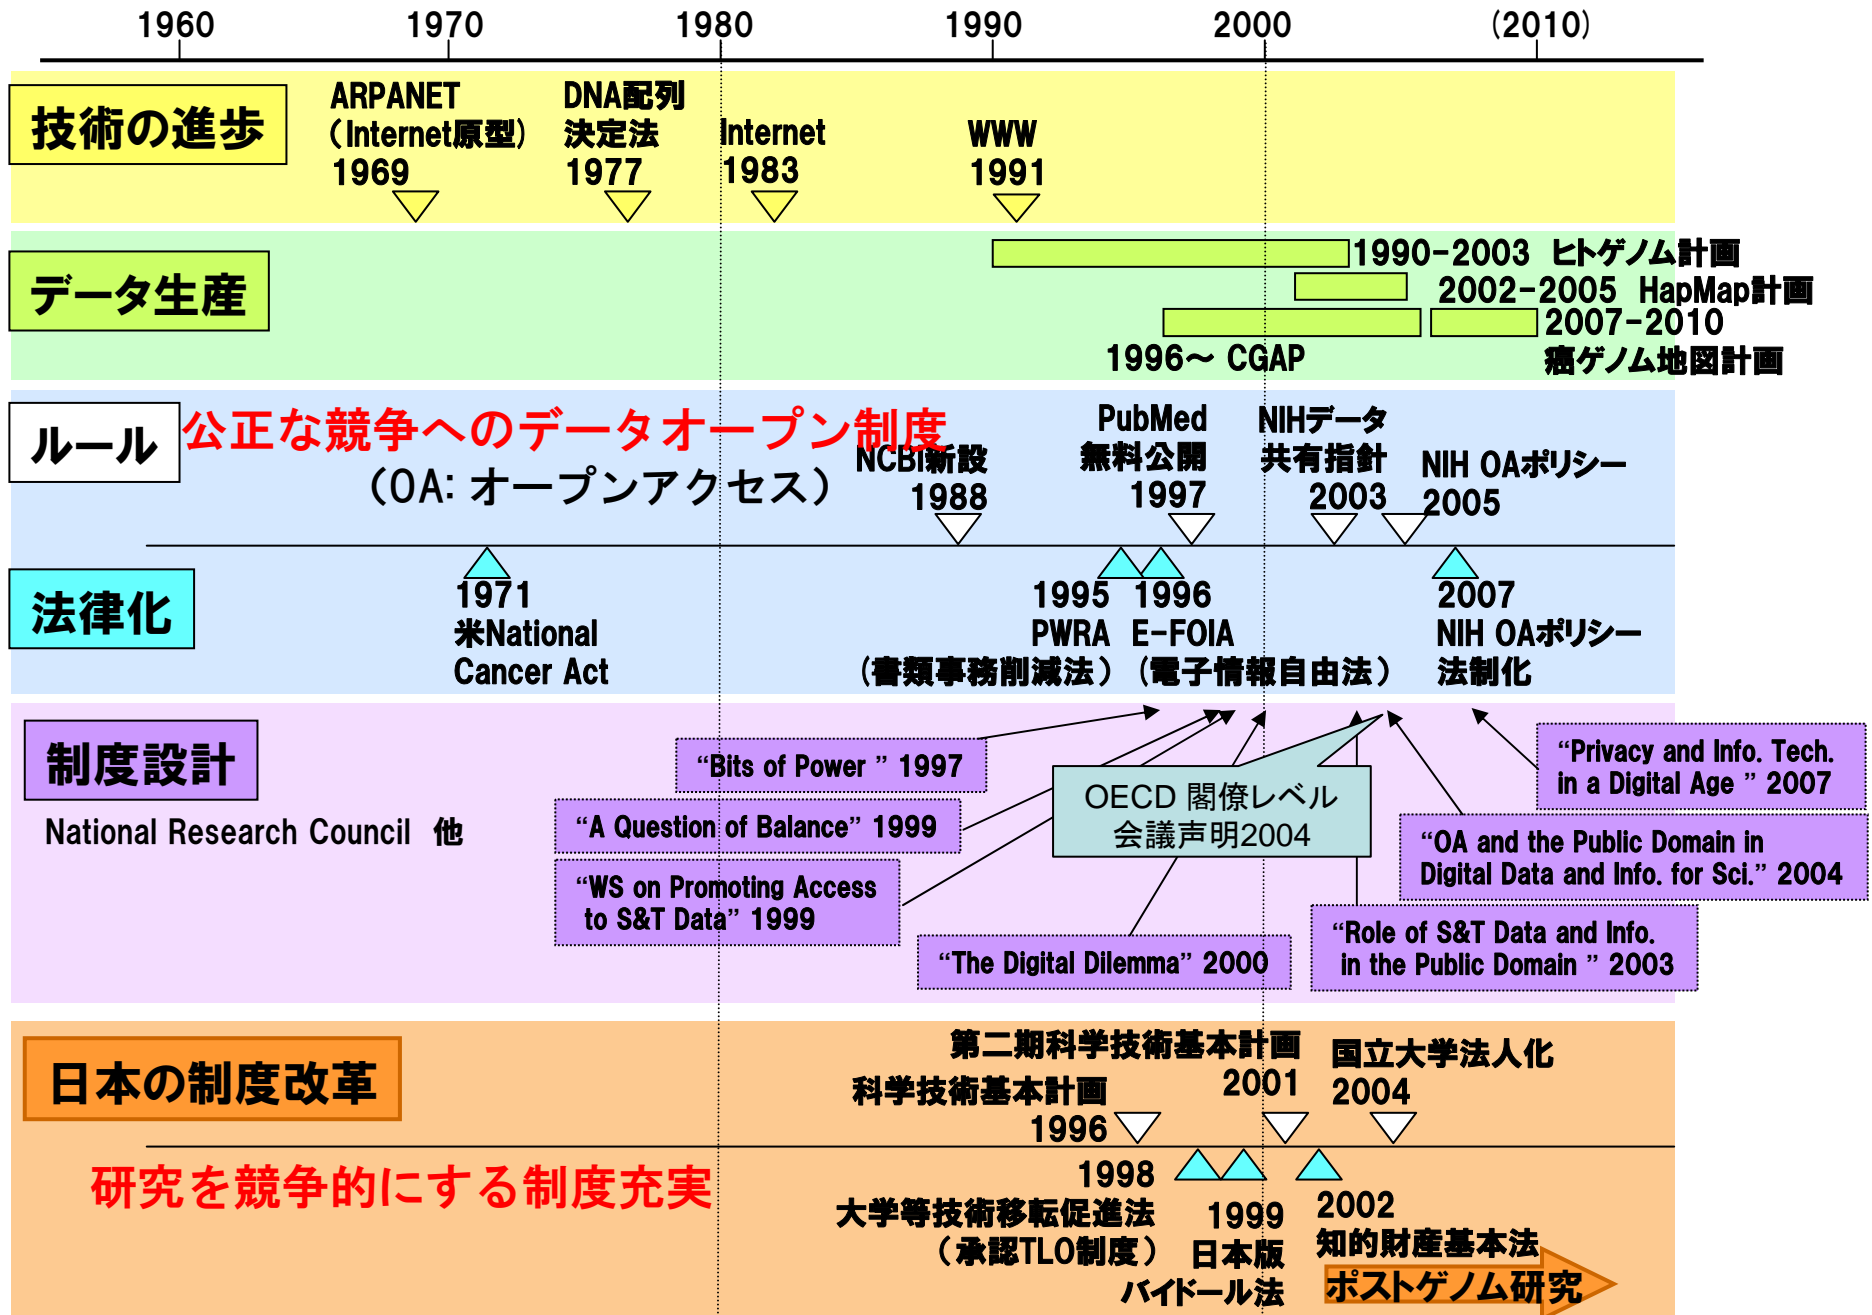 1960 1970 1980 1990 2000 (2010)
技術の進歩
ARPANET
(Internet原型)
1969
DNA配列
決定法
1977
Internet
1983
WWW
1991
データ生産
1990-2003 ヒトゲノム計画
2002-2005 HapMap計画
2007-2010
癌ゲノム地図計画
1996～ CGAP
ルール
公正な競争へのデータオープン制度
（OA: オープンアクセス）
NCBI新設
1988
PubMed
無料公開
1997
NIHデータ
共有指針
2003
NIH OAポリシー
2005
法律化
1971
米National
Cancer Act
1995
PWRA
(書類事務削減法)
1996
E-FOIA
(電子情報自由法)
2007
NIH OAポリシー
法制化
制度設計
National Research Council 他
“Bits of Power ” 1997
“A Question of Balance” 1999
“WS on Promoting Access
to S&T Data” 1999
“The Digital Dilemma” 2000
OECD 閣僚レベル
会議声明2004
“Privacy and Info. Tech.
in a Digital Age ” 2007
“OA and the Public Domain in
Digital Data and Info. for Sci.” 2004
“Role of S&T Data and Info.
in the Public Domain ” 2003
日本の制度改革
科学技術基本計画
1996
第二期科学技術基本計画
2001
国立大学法人化
2004
研究を競争的にする制度充実
1998
大学等技術移転促進法
(承認TLO制度)
1999
日本版
バイドール法
2002
知的財産基本法
ポストゲノム研究